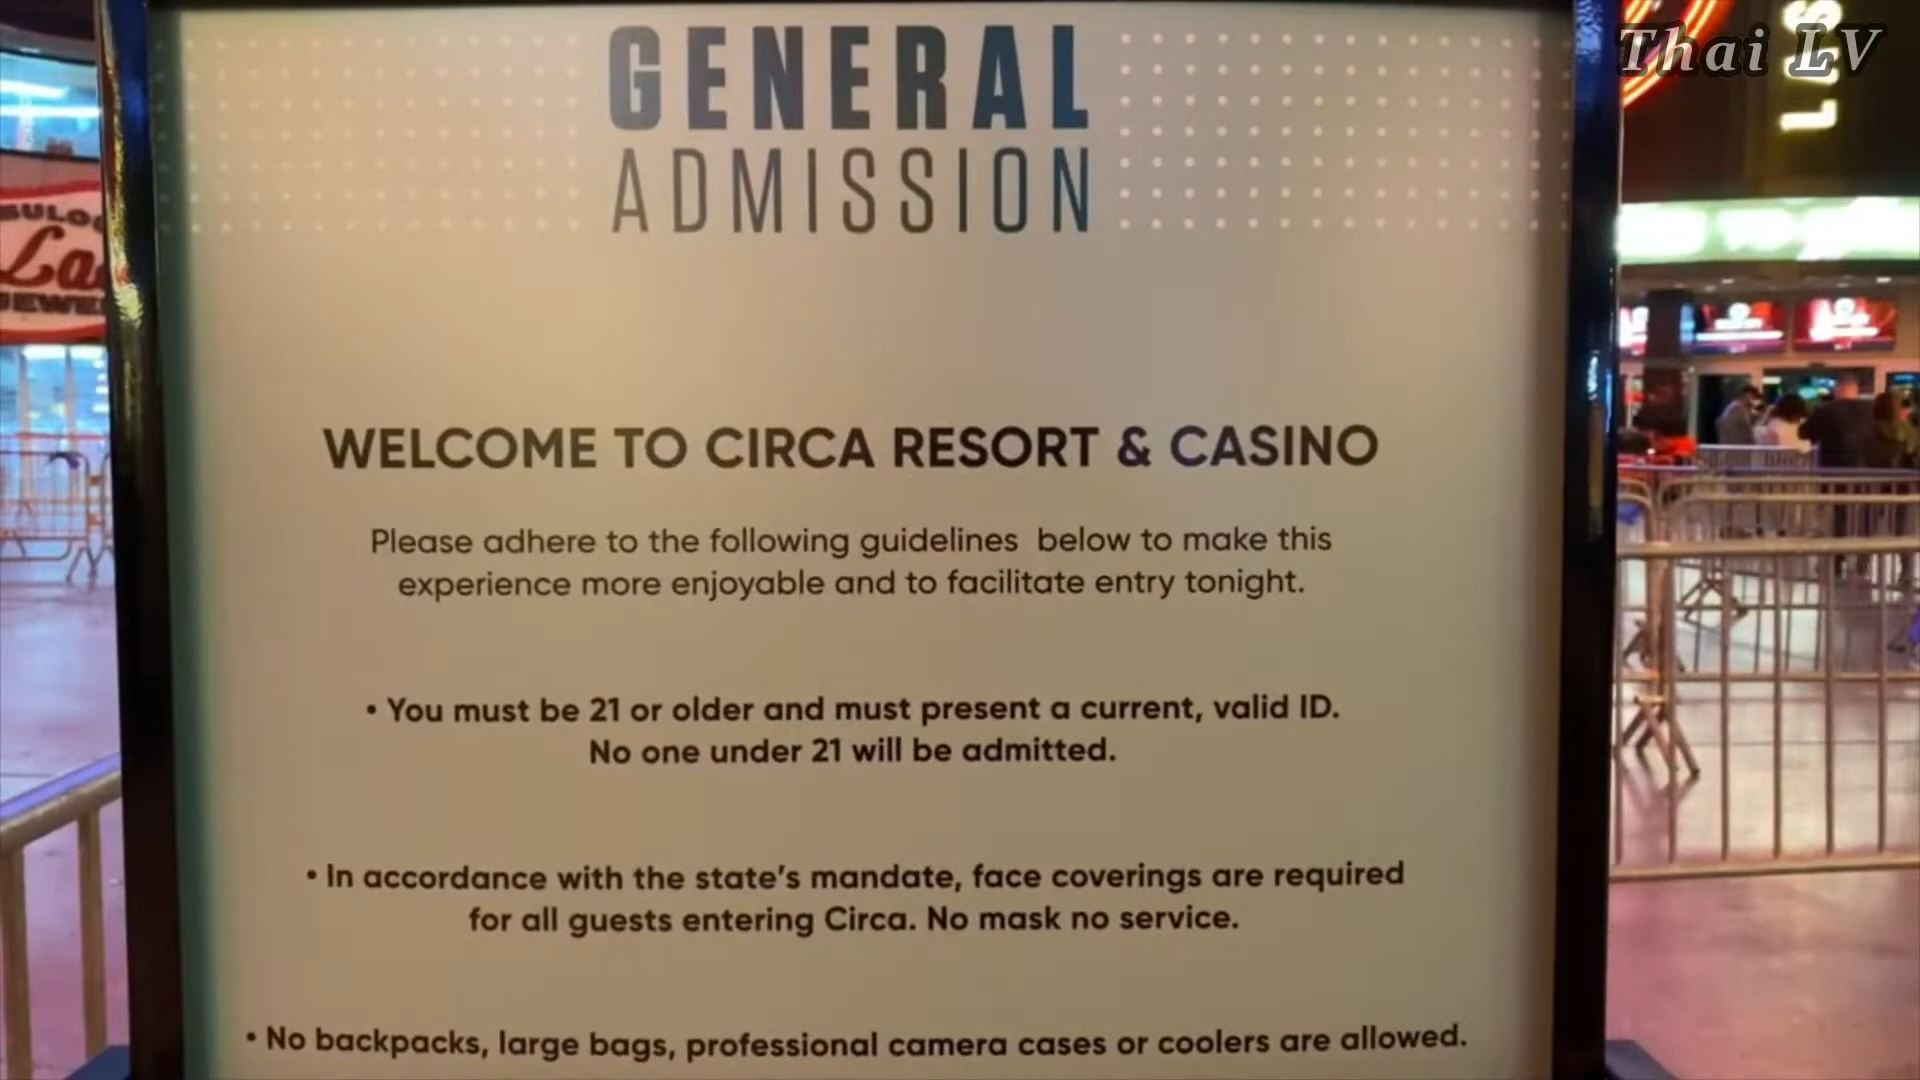 Thai LV
GENERAL
ADMISSION
WELCOME TO CIRCA RESORT & CASINO
Please adhere to the following guidelines below to make this
experience more enjoyable and to facilitate entry tonight.
• You must be 21 or older and must present a current, valid ID.
No one under 21 will be admitted.
• In accordance with the state's mandate, face coverings are required
for all guests entering Circa. No mask no service.
• No backpacks, large bags, professional camera cases or coolers are allowed.